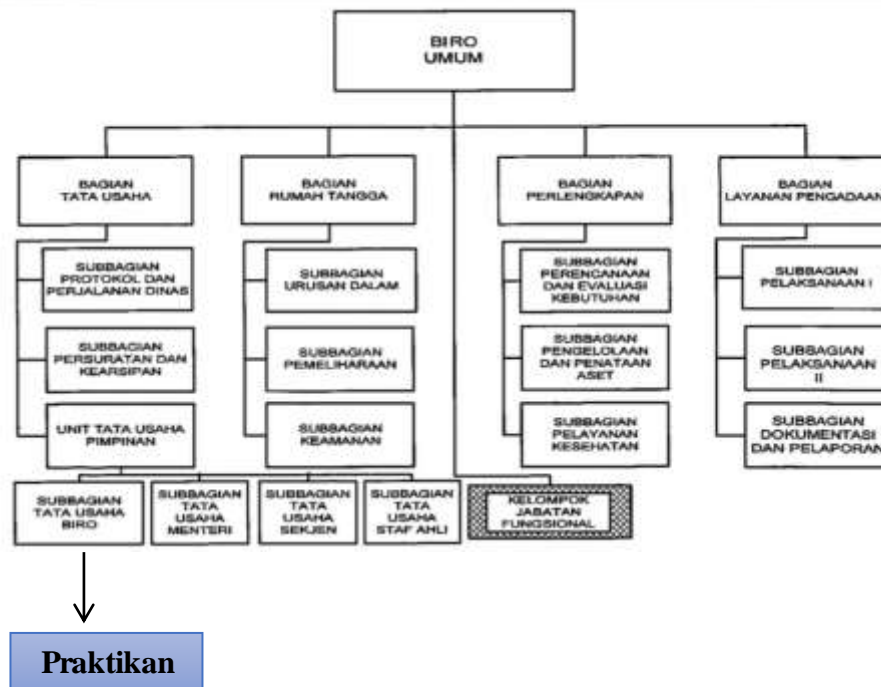 BIRO
UMUM
BAGIAN
TATA USAHA
BAGIAN
RUMAH TANGGA
BAGIAN
PERLENGKAPAN
BAGIAN
LAYANAN PENGADAAN
SUBBAGIAN
PROTOKOL DAN
PERJALANAN DINAS
SUBBAGIAN
URUSAN DALAM
SUBBAGIAN
PERENCANAAN
DAN EVALUASI
KEBUTUHAN
SUBBAGIAN
PELAKSANAAN I
SUBBAGIAN
PERSURATAN DAN
KEARSIPAN
SUBBAGIAN
PEMELIHARAAN
SUBBAGIAN
PENGELOLAAN
DAN PENATAAN
ASET
SUBBAGIAN
PELAKSANAAN
II
UNIT TATA USAHA
PIMPINAN
SUBBAGIAN
KEAMANAN
SUBBAGIAN
PELAYANAN
KESEHATAN
SUBBAGIAN
DOKUMENTASI
DAN PELAPORAN
SUBBAGIAN
TATA USAHA
BIRO
SUBBAGIAN
TATA
USAHA
MENTERI
SUBBAGIAN
TATA
USAHA
SEKJEN
SUBBAGIAN
TATA
USAHA
STAF AHLI
KELOMPOK
JABATAN
FUNGSIONAL
Praktikan